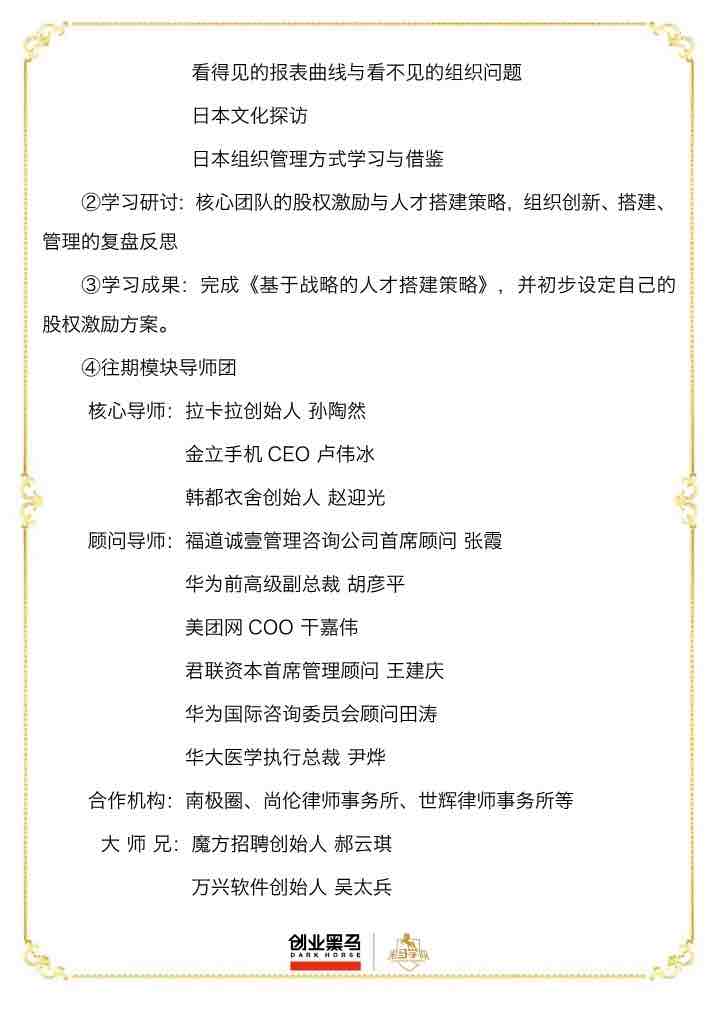 看得见的报表曲线与看不见的组织问题
日本文化探访
日本组织管理方式学习与借鉴
②学习研讨：核心团队的股权激励与人才搭建策略，组织创新、搭建、
管理的复盘反思
③学习成果：完成《基于战略的人才搭建策略》，并初步设定自己的
股权激励方案。
④往期模块导师团
核心导师：拉卡拉创始人 孙陶然
金立手机 CEO 卢伟冰
韩都衣舍创始人 赵迎光
顾问导师：福道诚壹管理咨询公司首席顾问 张霞
华为前高级副总裁 胡彦平
美团网 COO 干嘉伟
君联资本首席管理顾问 王建庆
华为国际咨询委员会顾问田涛
华大医学执行总裁 尹烨
合作机构：南极圈、尚伦律师事务所、世辉律师事务所等
大 师 兄：魔方招聘创始人 郝云琪
万兴软件创始人 吴太兵
创业黑马
DARK HORSE
黑马学院